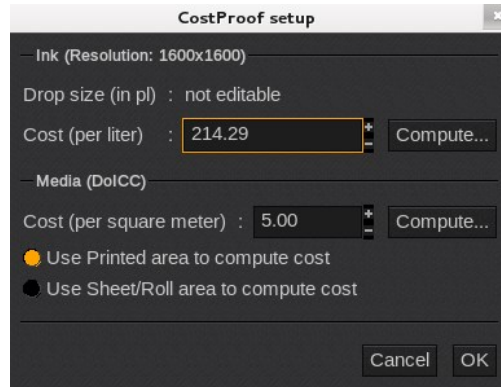 CostProof setup
Ink (Resolution: 1600x1600)
Drop size (in pl) : not editable
Cost (per liter) : 214.29 + - Compute...
Media (DoICC)
Cost (per square meter) : 5.00 + - Compute...
Use Printed area to compute cost
Use Sheet/Roll area to compute cost
Cancel OK